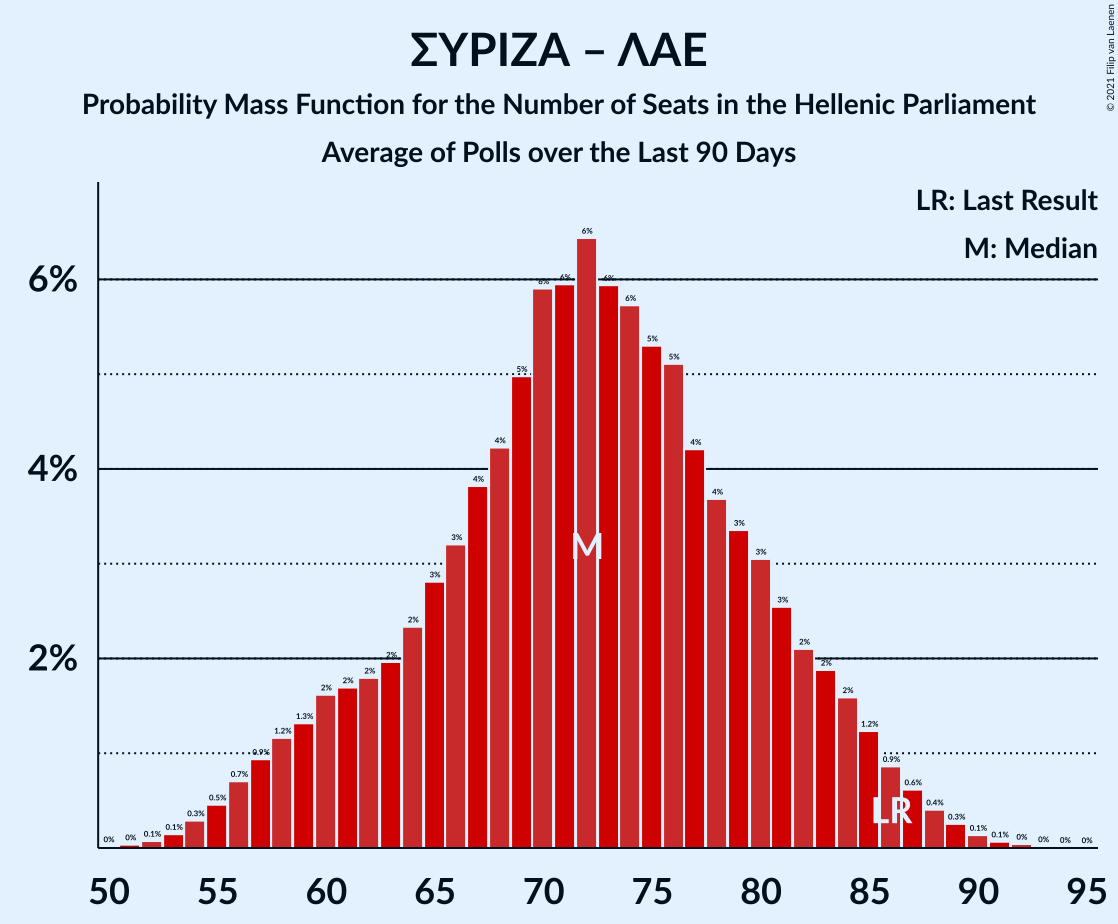 ΣΥΡΙΖΑ – ΛΑΕ
Probability Mass Function for the Number of Seats in the Hellenic Parliament
Average of Polls over the Last 90 Days
© 2021 Filip van Laenen
LR: Last Result
M: Median
6%
4%
2%
0% 0% 0.1% 0.1% 0.3% 0.5% 0.7% 0.9% 1.2% 1.3% 2% 2% 2% 2% 2% 3% 3% 4% 4% 5% 6% 6% 6% 6% 6% 5% 5% 4% 4% 3% 3% 3% 2% 2% 2% 1.2% 0.9% 0.6% 0.4% 0.3% 0.1% 0.1% 0% 0% 0% 0%
M
LR
50 55 60 65 70 75 80 85 90 95